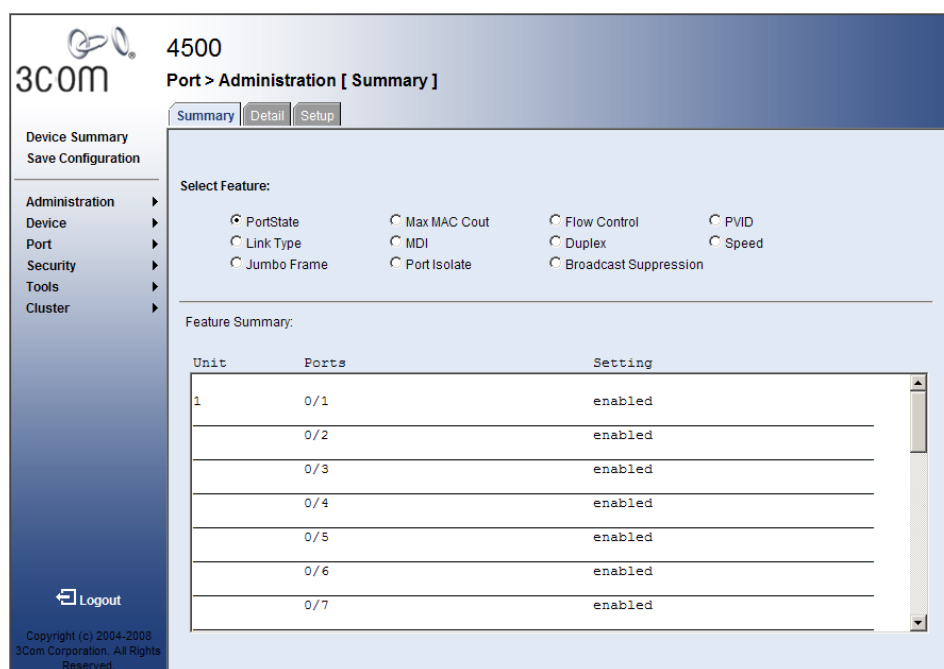 3COM
4500
Port > Administration [ Summary ]
Summary Detail Setup
Device Summary
Save Configuration
Administration
Device
Port
Security
Tools
Cluster
Select Feature:
PortState Max MAC Cout Flow Control PVID
Link Type MDI Duplex Speed
Jumbo Frame Port Isolate Broadcast Suppression
Feature Summary:
Unit Ports Setting
1 0/1 enabled
0/2 enabled
0/3 enabled
0/4 enabled
0/5 enabled
0/6 enabled
0/7 enabled
Logout
Copyright (c) 2004-2008
3Com Corporation. All Rights
Reserved.